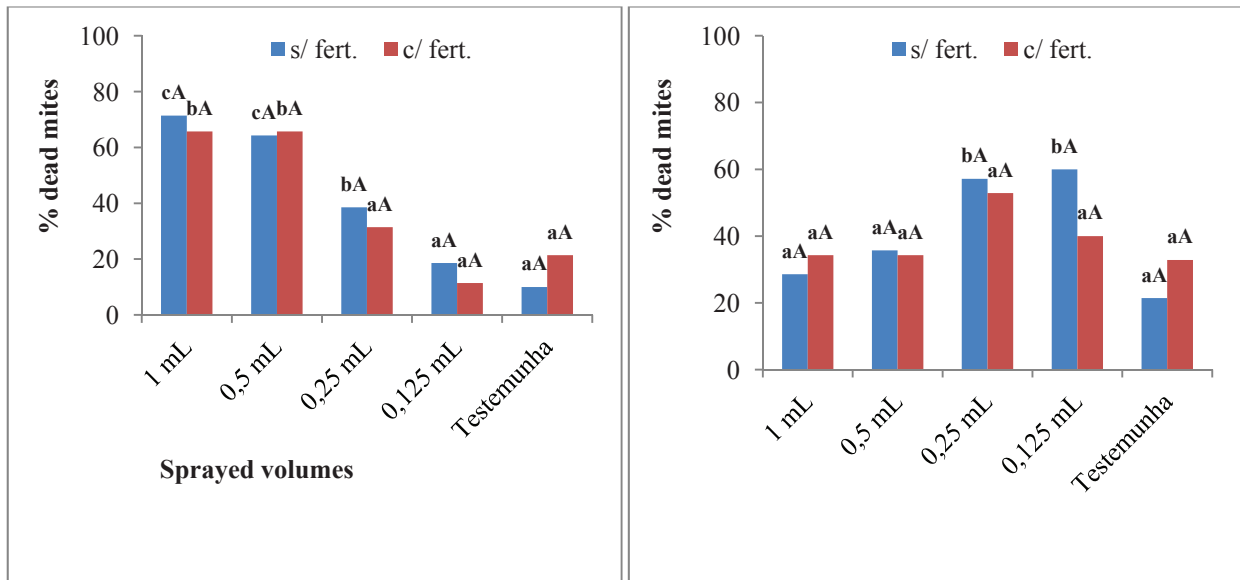 100
80
60
40
20
0
% dead mites
s/ fert. c/ fert.
cA bA cA bA bA aA aA aA aA aA
1 mL
0,5 mL
0,25 mL
0,125 mL
Testemunha
Sprayed volumes
100
80
60
40
20
0
% dead mites
s/ fert. c/ fert.
aA aA aA aA bA aA bA aA aA aA
1 mL
0,5 mL
0,25 mL
0,125 mL
Testemunha